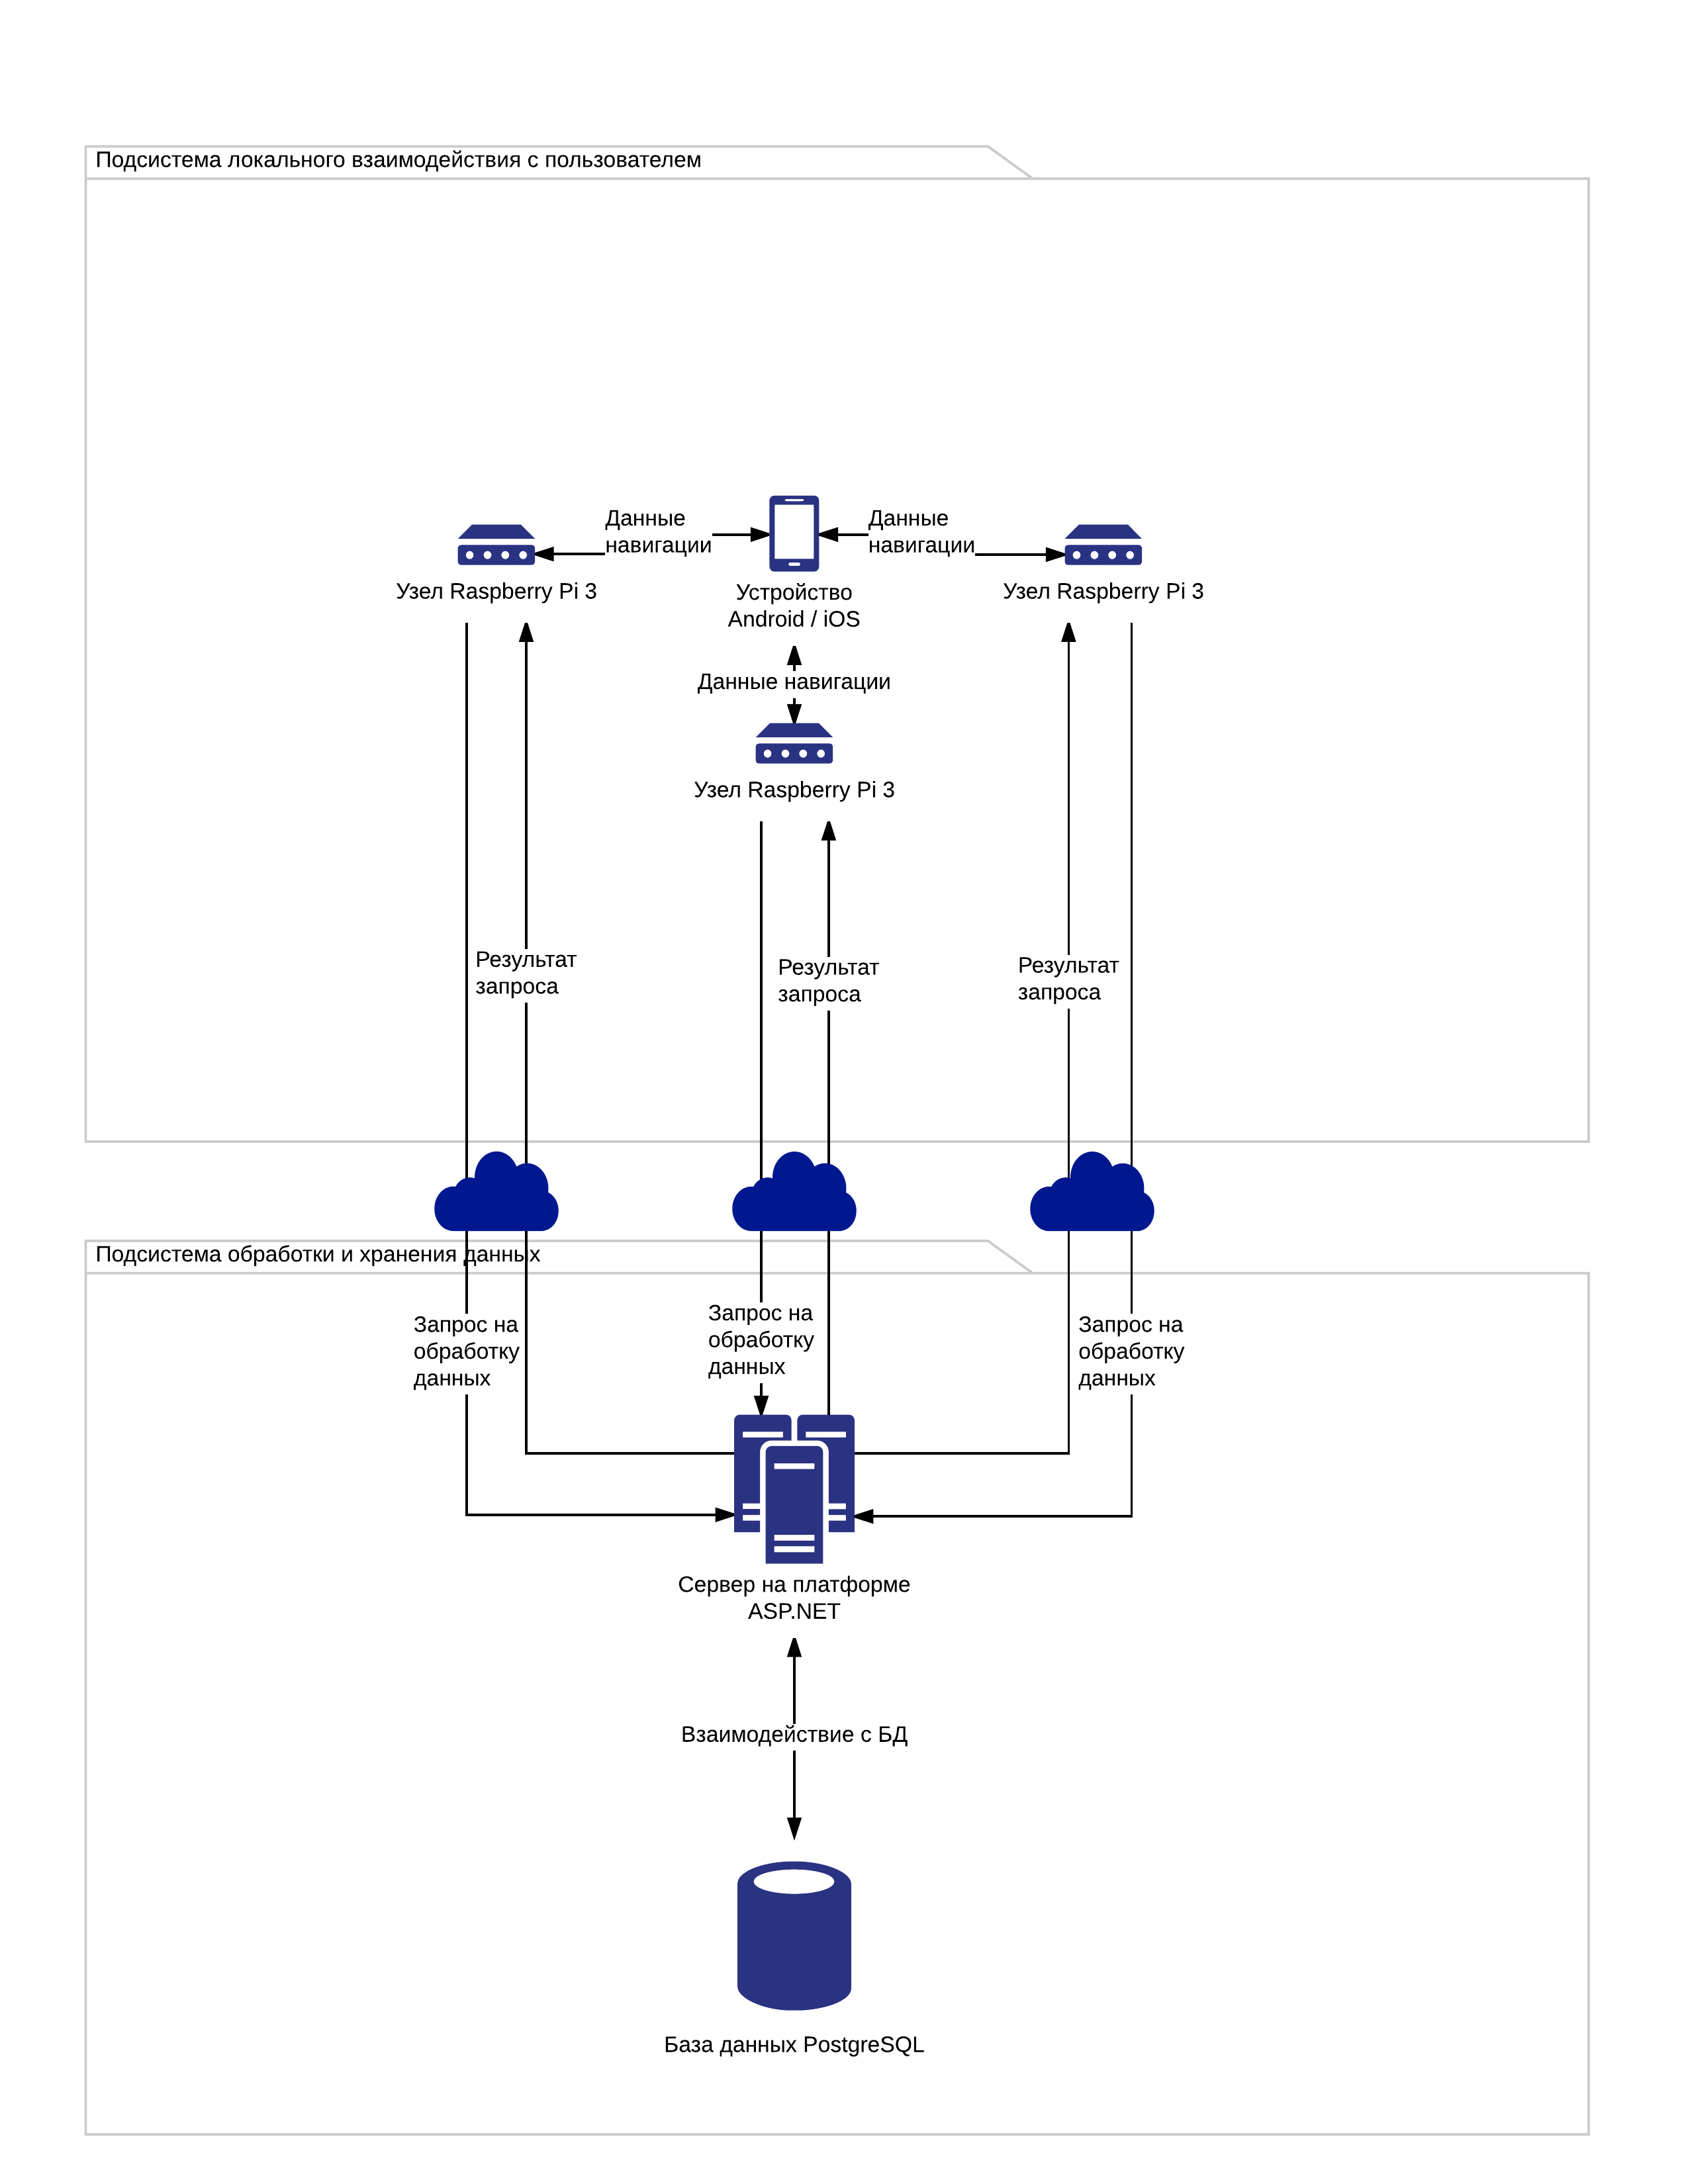 Подсистема локального взаимодействия с пользователем
Данные
навигации
Данные
навигации
Узел Raspberry Pi 3
Устройство
Android / iOS
Узел Raspberry Pi 3
Данные навигации
Узел Raspberry Pi 3
Результат
запроса
Результат
запроса
Результат
запроса
Подсистема обработки и хранения данных
Запрос на
обработку
данных
Запрос на
обработку
данных
Запрос на
обработку
данных
Сервер на платформе
ASP.NET
Взаимодействие с БД
База данных PostgreSQL